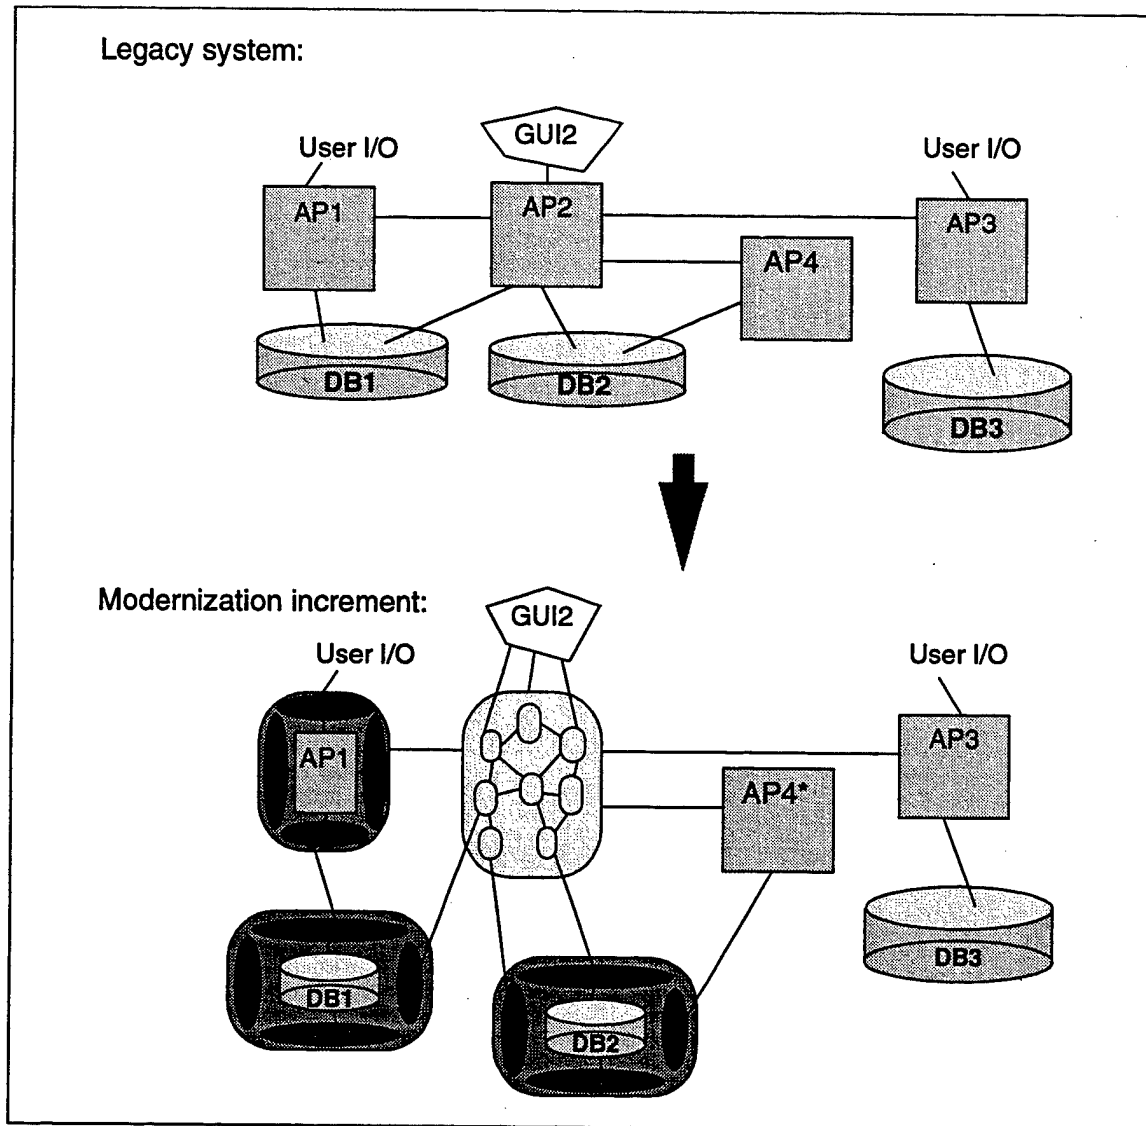 Legacy system:
GUI2
User I/O
User I/O
AP1
AP2
AP3
AP4
DB1
DB2
DB3
Modernization increment:
GUI2
User I/O
User I/O
AP1
AP3
AP4*
DB1
DB2
DB3